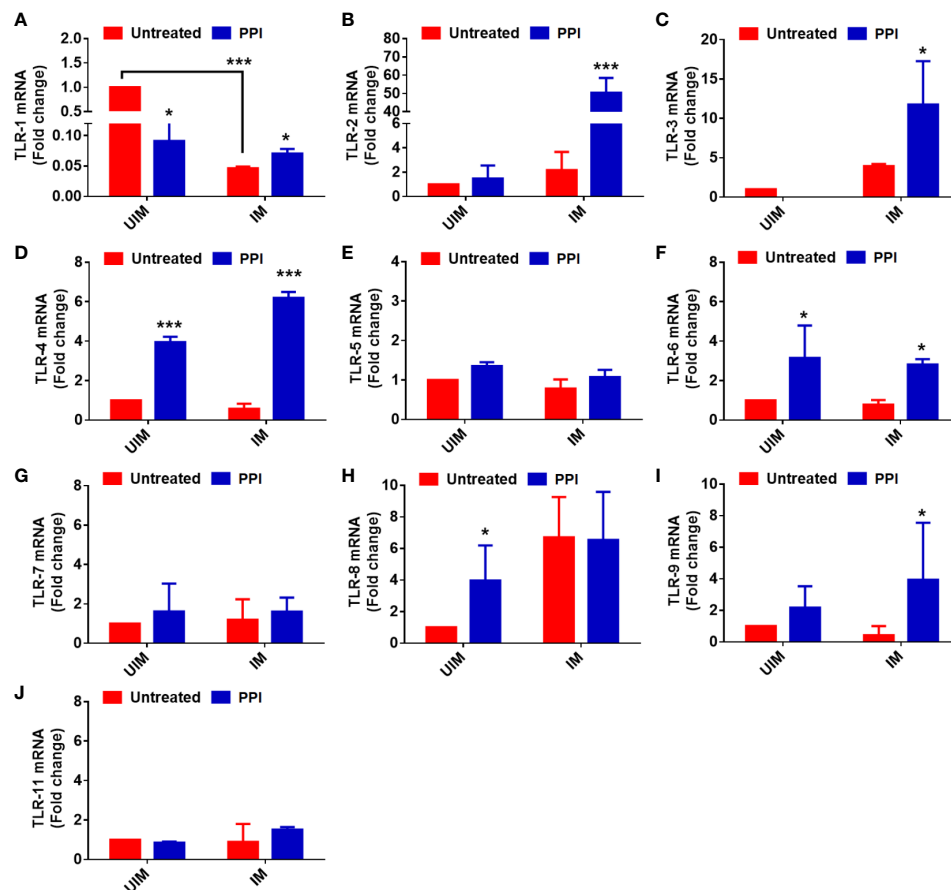 A
Untreated PPI
TLR-1 mRNA
(Fold change)
2.0
1.5
1.0
0.5
0.10
0.05
0.00
***
*
*
UIM
IM
B
Untreated PPI
TLR-2 mRNA
(Fold change)
80
70
60
50
40
30
6
4
2
0
***
UIM
IM
C
Untreated PPI
TLR-3 mRNA
(Fold change)
20
15
10
5
0
*
UIM
IM
D
Untreated PPI
TLR-4 mRNA
(Fold change)
8
6
4
2
0
***
***
UIM
IM
E
Untreated PPI
TLR-5 mRNA
(Fold change)
4
3
2
1
0
UIM
IM
F
Untreated PPI
TLR-6 mRNA
(Fold change)
8
6
4
2
0
*
*
UIM
IM
G
Untreated PPI
TLR-7 mRNA
(Fold change)
8
6
4
2
0
UIM
IM
H
Untreated PPI
TLR-8 mRNA
(Fold change)
10
8
6
4
2
0
*
UIM
IM
I
Untreated PPI
TLR-9 mRNA
(Fold change)
10
8
6
4
2
0
*
UIM
IM
J
Untreated PPI
TLR-11 mRNA
(Fold change)
8
6
4
2
0
UIM
IM